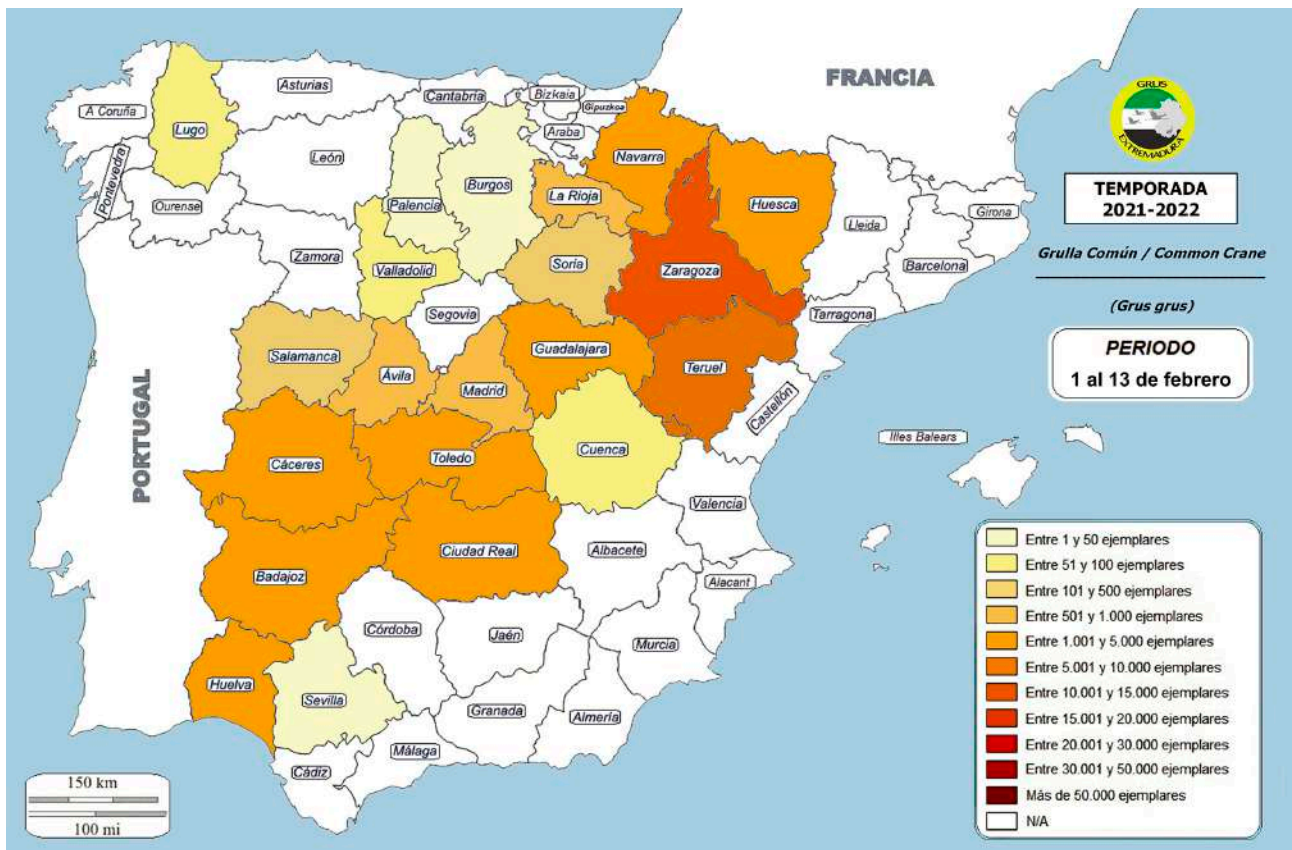 FRANCIA
GRUS
EXTREMADURA
TEMPORADA
2021-2022
Grulla Común / Common Crane
(Grus grus)
PERIODO
1 al 13 de febrero
A Coruña
Lugo
Asturias
Cantabria
Bizkaia
Gipuzkoa
Araba
Pontevedra
Ourense
León
Palencia
Burgos
La Rioja
Navarra
Huesca
Lleida
Girona
Barcelona
Tarragona
Zamora
Valladolid
Soria
Zaragoza
Segovia
Salamanca
Ávila
Madrid
Guadalajara
Teruel
Castellón
PORTUGAL
Cáceres
Toledo
Cuenca
Valencia
Illes Balears
Badajoz
Ciudad Real
Albacete
Alacant
Huelva
Sevilla
Córdoba
Jaén
Murcia
Granada
Almería
Málaga
Cádiz
150 km
100 mi
Entre 1 y 50 ejemplares
Entre 51 y 100 ejemplares
Entre 101 y 500 ejemplares
Entre 501 y 1.000 ejemplares
Entre 1.001 y 5.000 ejemplares
Entre 5.001 y 10.000 ejemplares
Entre 10.001 y 15.000 ejemplares
Entre 15.001 y 20.000 ejemplares
Entre 20.001 y 30.000 ejemplares
Entre 30.001 y 50.000 ejemplares
Más de 50.000 ejemplares
N/A